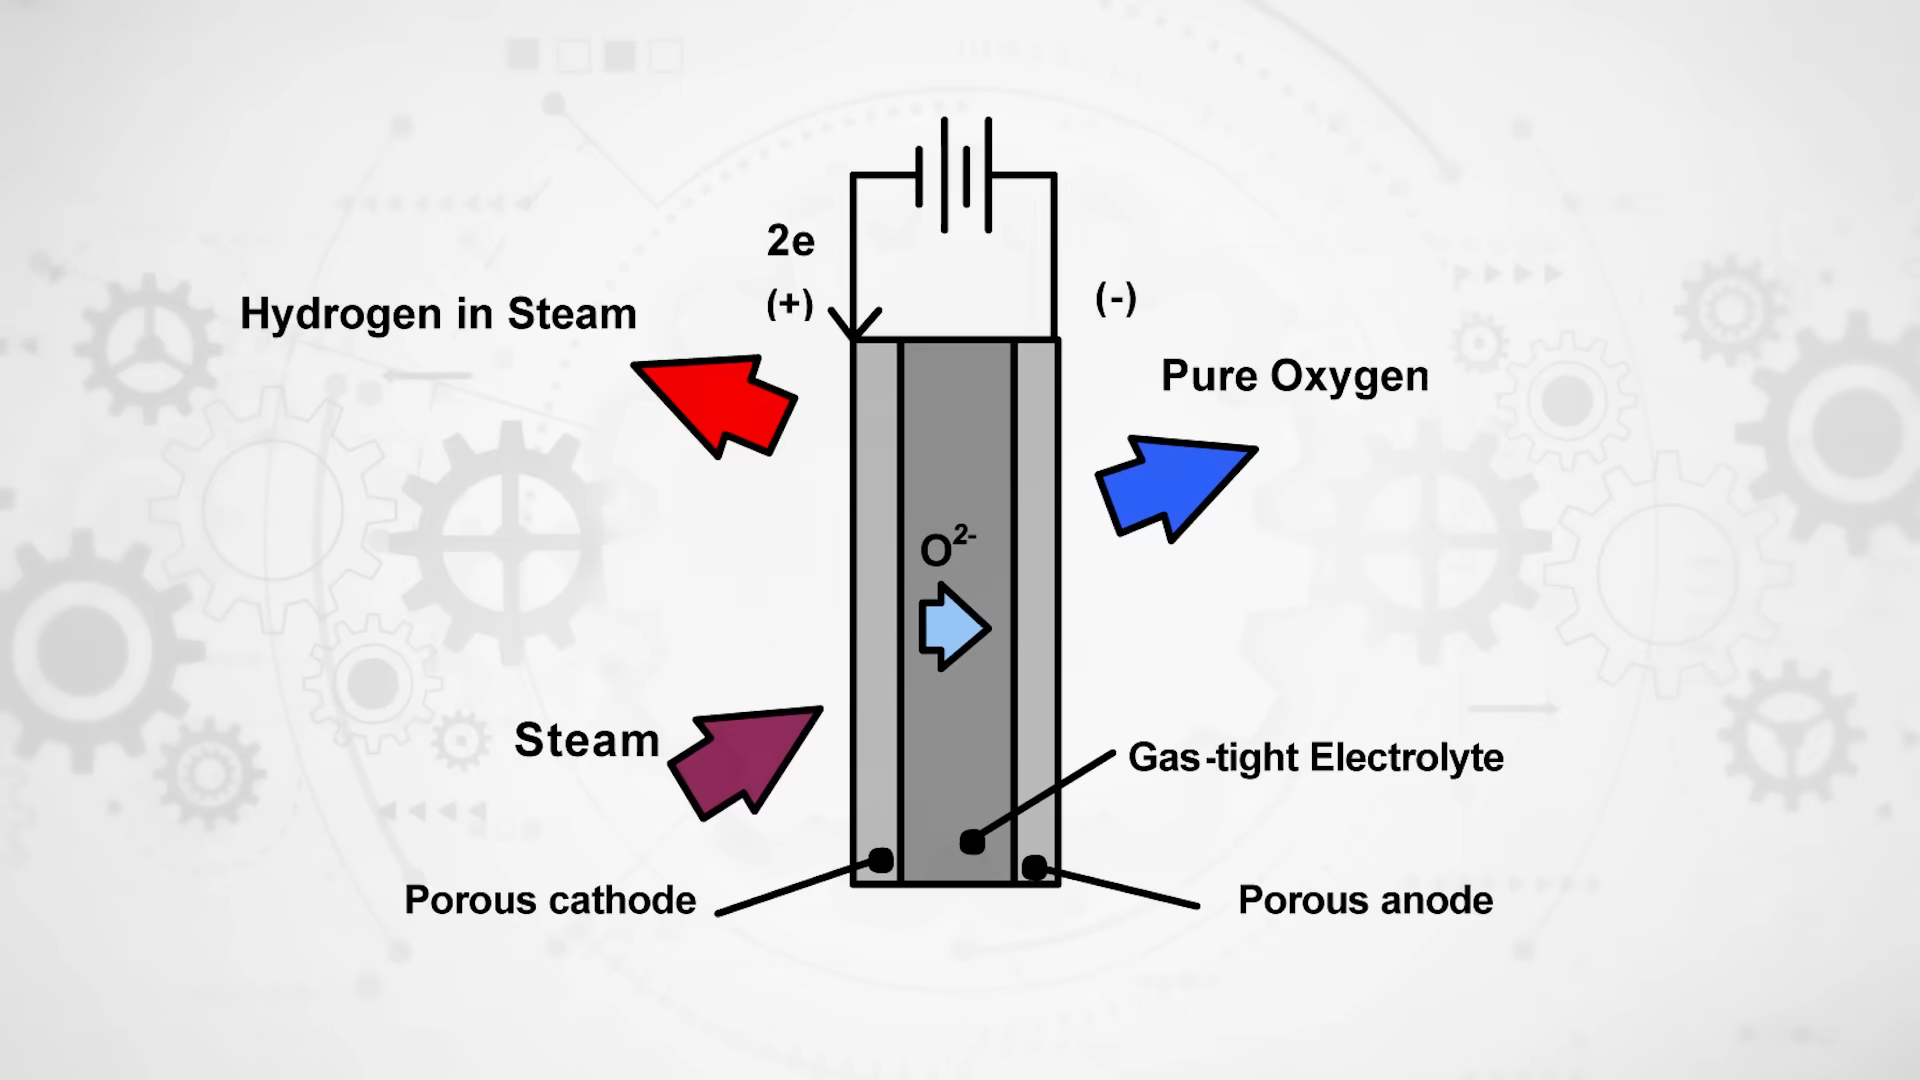 2e
(+)
(-)
Hydrogen in Steam
Pure Oxygen
O²⁻
Steam
Gas-tight Electrolyte
Porous cathode
Porous anode